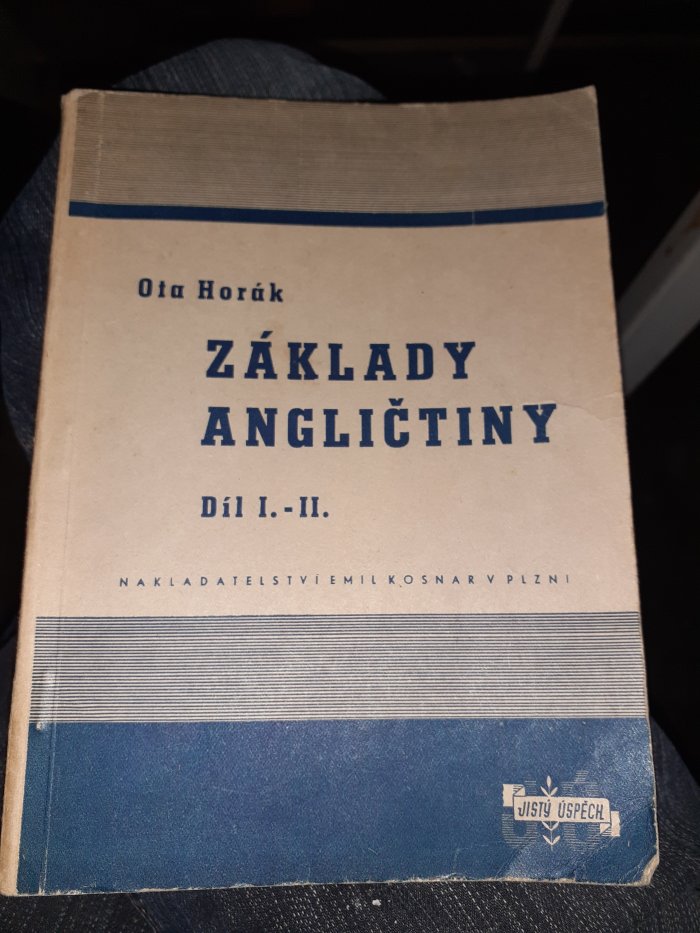 Ota Horák
ZÁKLADY
ANGLIČTINY
Díl I.-II.
NAKLADATELSTVÍ EMIL KOSNAR V PLZNI
JISTÝ ÚSPĚCH